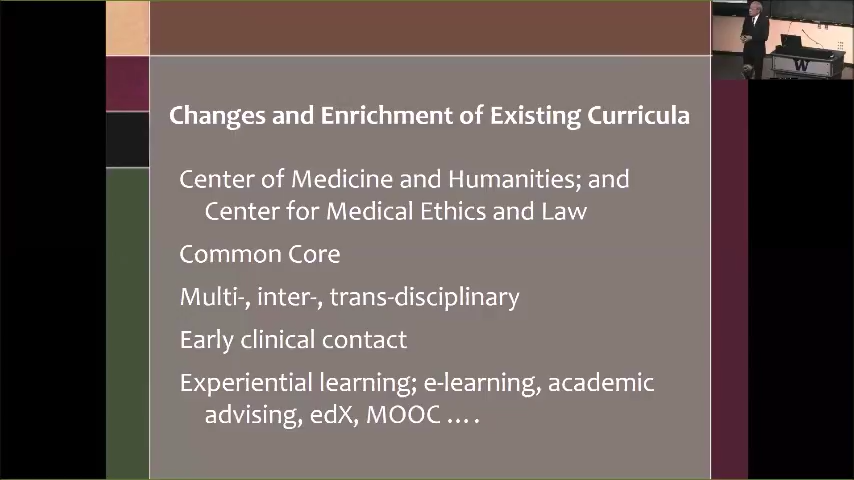 W
Changes and Enrichment of Existing Curricula
Center of Medicine and Humanities; and
Center for Medical Ethics and Law
Common Core
Multi-, inter-, trans-disciplinary
Early clinical contact
Experiential learning; e-learning, academic
advising, edX, MOOC ....